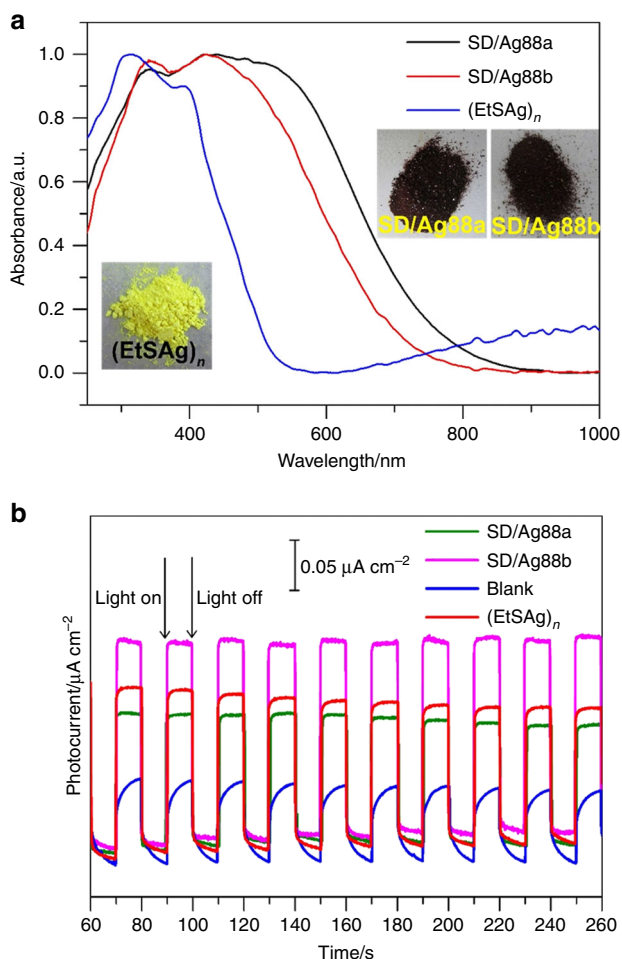 a
SD/Ag88a
SD/Ag88b
(EtSAg)n
1.0
0.8
0.6
0.4
0.2
0.0
Absorbance/a.u.
SD/Ag88a
SD/Ag88b
(EtSAg)n
400
600
800
1000
Wavelength/nm
b
SD/Ag88a
SD/Ag88b
Blank
(EtSAg)n
0.05 μA cm−2
Light on
Light off
Photocurrent/μA cm−2
60 80 100 120 140 160 180 200 220 240 260
Time/s